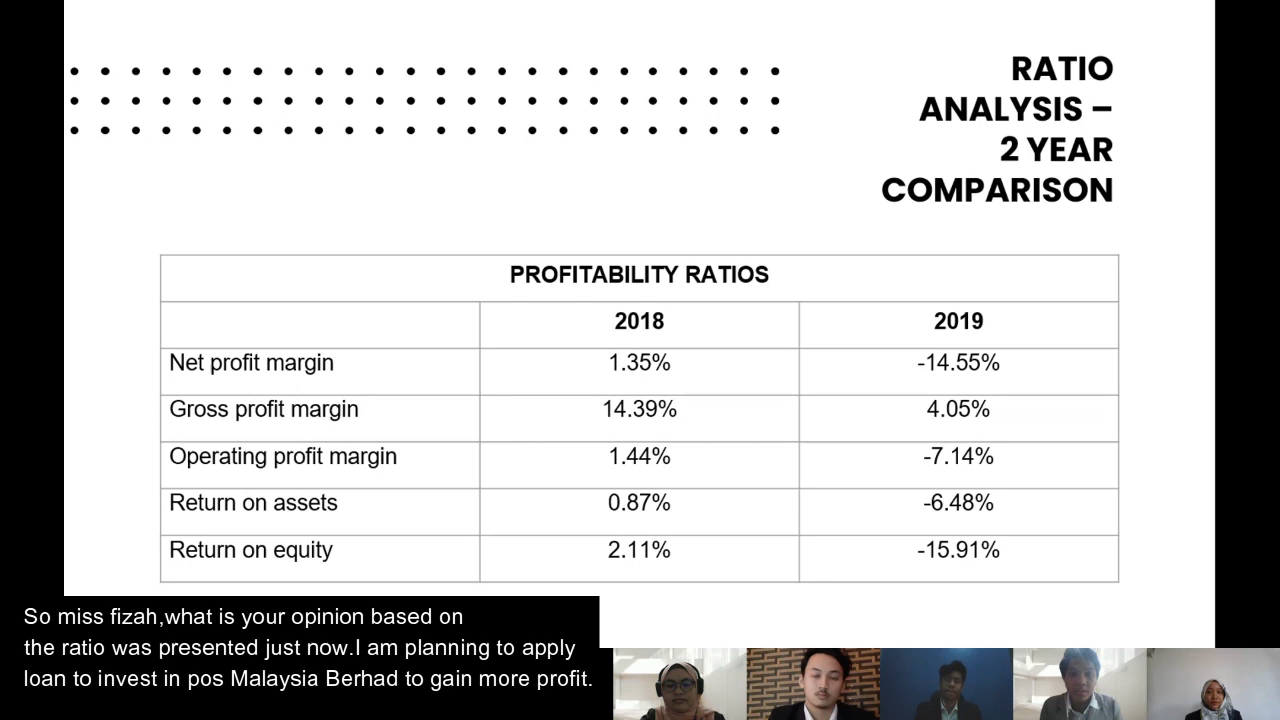 RATIO
ANALYSIS –
2 YEAR
COMPARISON
PROFITABILITY RATIOS
2018 2019
Net profit margin 1.35% -14.55%
Gross profit margin 14.39% 4.05%
Operating profit margin 1.44% -7.14%
Return on assets 0.87% -6.48%
Return on equity 2.11% -15.91%
So miss fizah,what is your opinion based on
the ratio was presented just now.I am planning to apply
loan to invest in pos Malaysia Berhad to gain more profit.